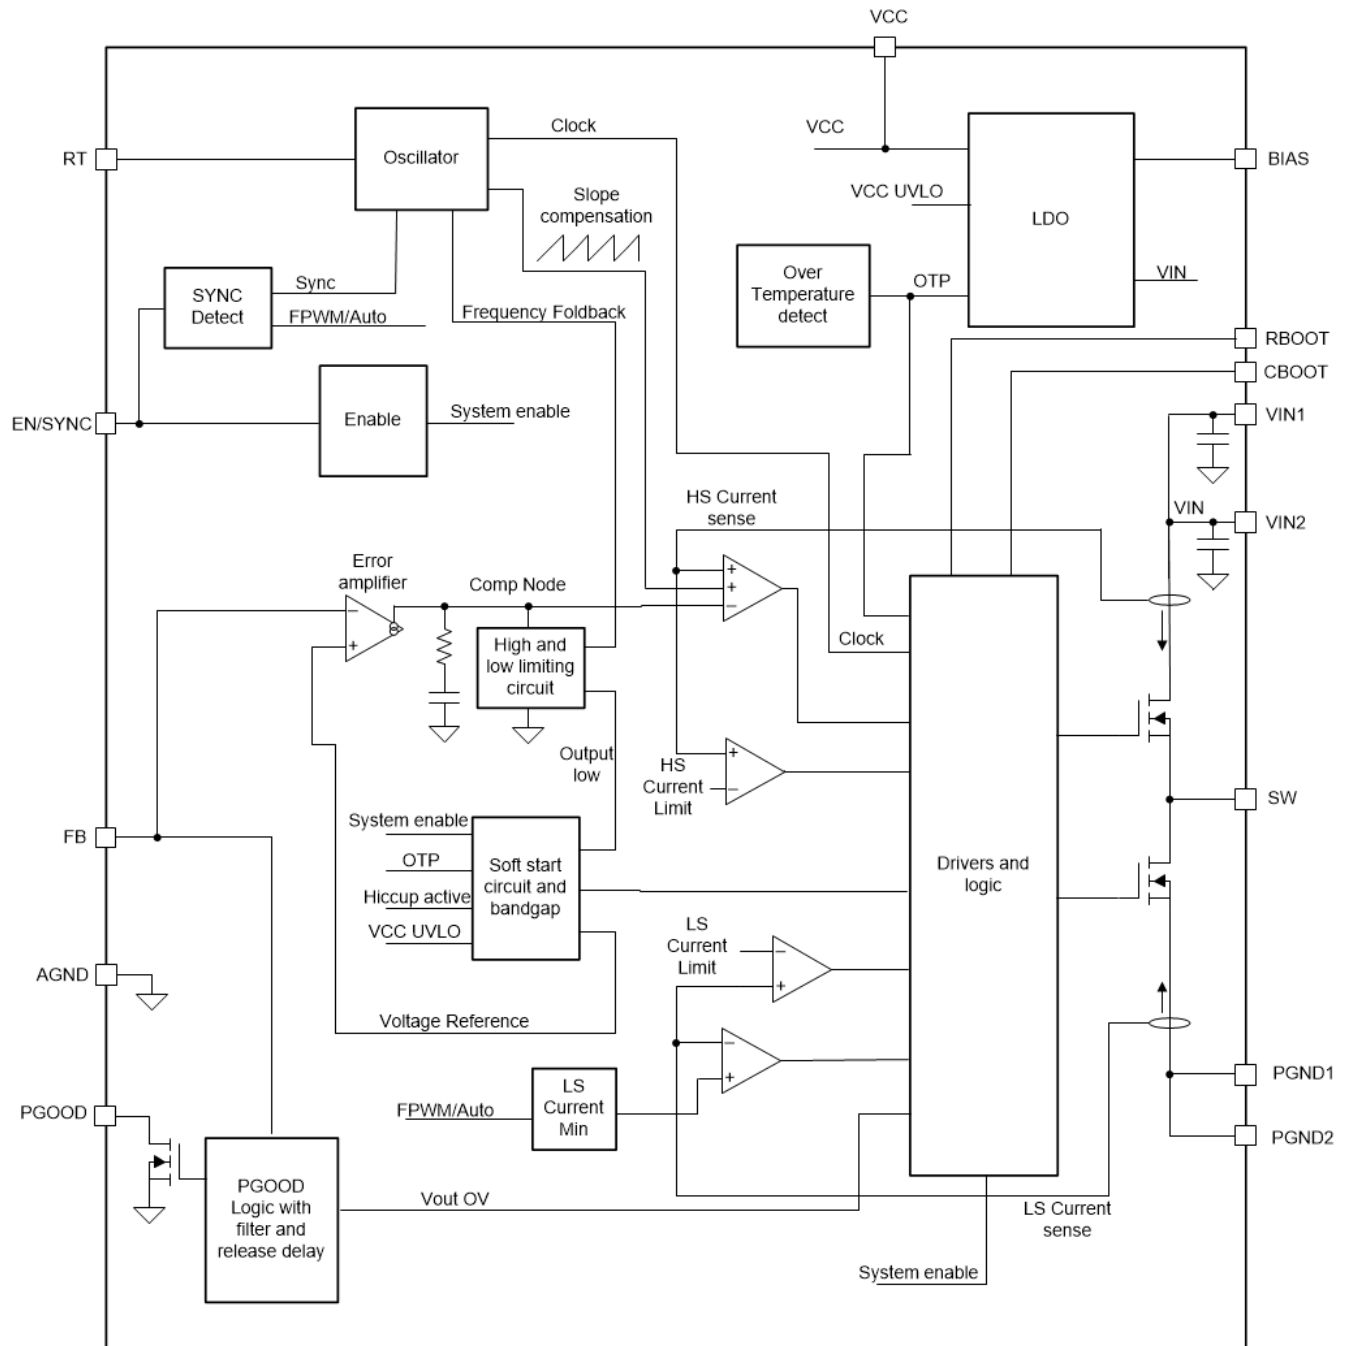 VCC
RT
Oscillator
Clock
VCC
BIAS
VCC UVLO
LDO
Slope
compensation
Over
Temperature
detect
OTP
VIN
SYNC
Detect
Sync
FPWM/Auto
Frequency Foldback
RBOOT
CBOOT
EN/SYNC
Enable
System enable
VIN1
HS Current
sense
VIN
VIN2
Error
amplifier
Comp Node
+
+
−
−
+
High and
low limiting
circuit
Clock
Output
low
HS
Current
Limit
+
−
SW
FB
System enable
OTP
Hiccup active
VCC UVLO
Soft start
circuit and
bandgap
Drivers and
logic
LS
Current
Limit
−
+
AGND
Voltage Reference
−
+
PGND1
PGOOD
FPWM/Auto
LS
Current
Min
PGND2
PGOOD
Logic with
filter and
release delay
Vout OV
LS Current
sense
System enable